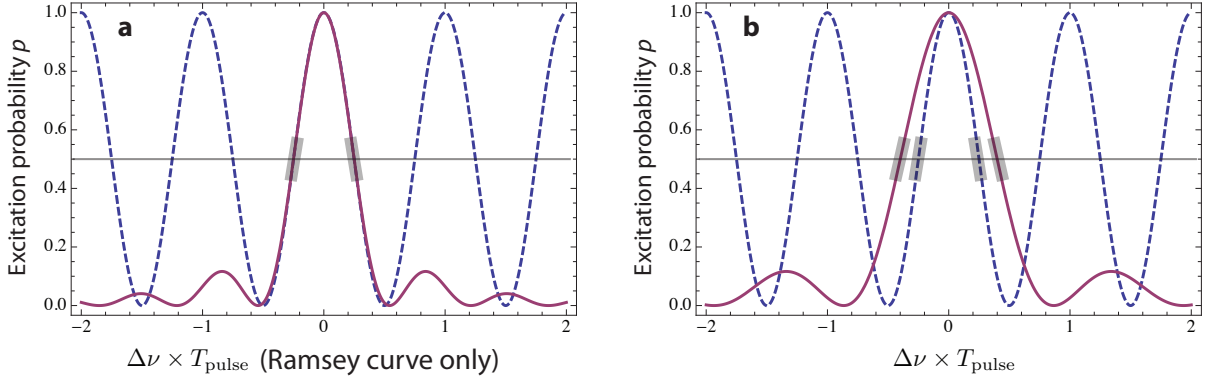 a
Excitation probability p
1.0
0.8
0.6
0.4
0.2
0.0
−2 −1 0 1 2
Δν × T_pulse (Ramsey curve only)
b
Excitation probability p
1.0
0.8
0.6
0.4
0.2
0.0
−2 −1 0 1 2
Δν × T_pulse